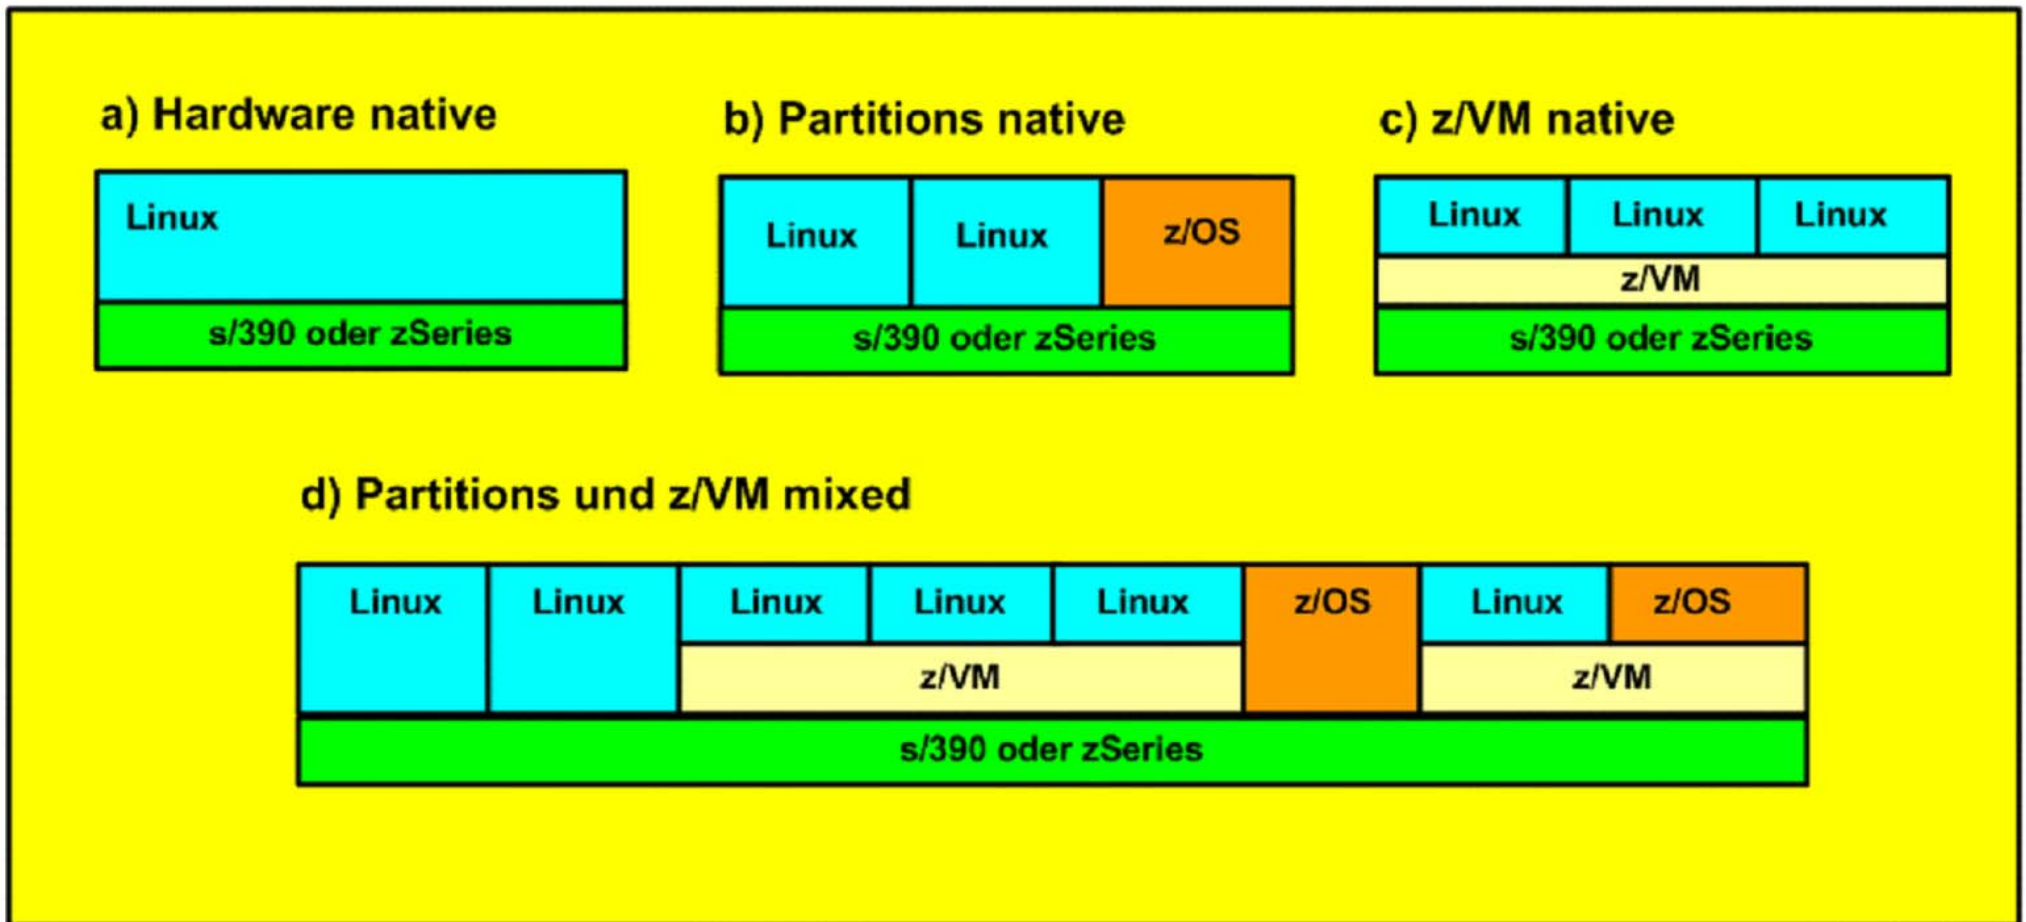 a) Hardware native
Linux
s/390 oder zSeries
b) Partitions native
Linux Linux z/OS
s/390 oder zSeries
c) z/VM native
Linux Linux Linux
z/VM
s/390 oder zSeries
d) Partitions und z/VM mixed
Linux Linux Linux Linux Linux z/OS Linux z/OS
z/VM z/VM
s/390 oder zSeries